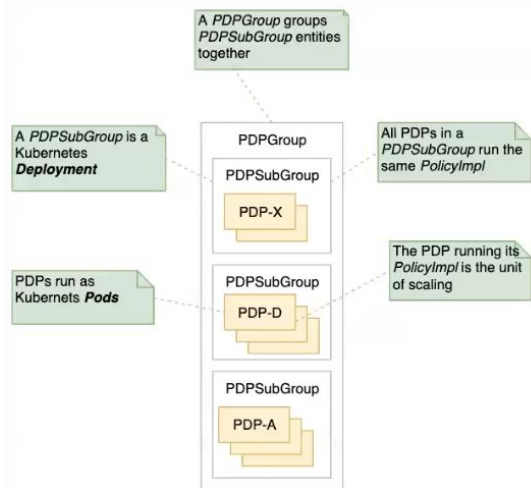 A PDPGroup groups
PDPSubGroup entities
together
A PDPSubGroup is a
Kubernetes
Deployment
All PDPs in a
PDPSubGroup run the
same PolicyImpl
PDPGroup
PDPSubGroup
PDP-X
PDPs run as
Kubernets Pods
The PDP running its
PolicyImpl is the unit
of scaling
PDPSubGroup
PDP-D
PDPSubGroup
PDP-A